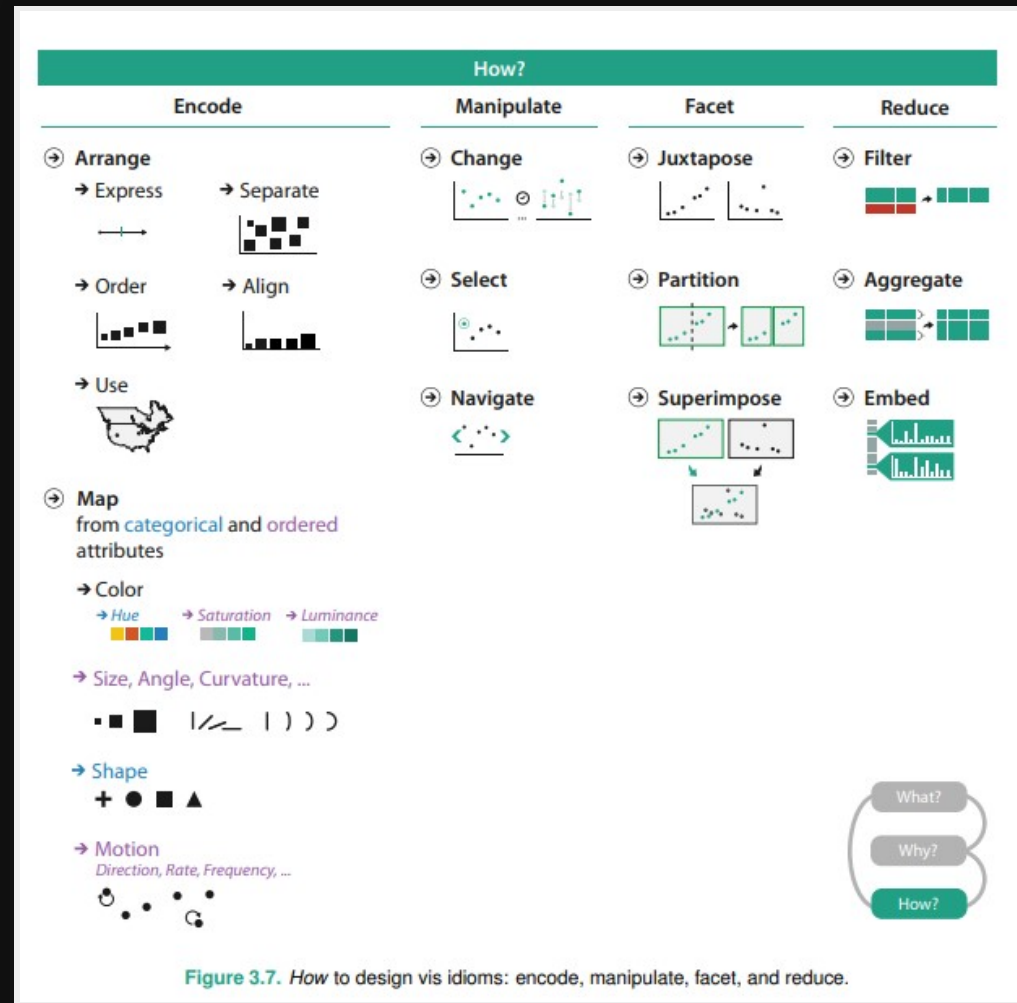 How?
Encode
Manipulate
Facet
Reduce
Arrange
Express
Separate
Order
Align
Use
Map
from categorical and ordered
attributes
Color
Hue
Saturation
Luminance
Size, Angle, Curvature, ...
Shape
Motion
Direction, Rate, Frequency, ...
Change
...
Select
Navigate
Juxtapose
Partition
Superimpose
Filter
Aggregate
Embed
What?
Why?
How?
Figure 3.7. How to design vis idioms: encode, manipulate, facet, and reduce.